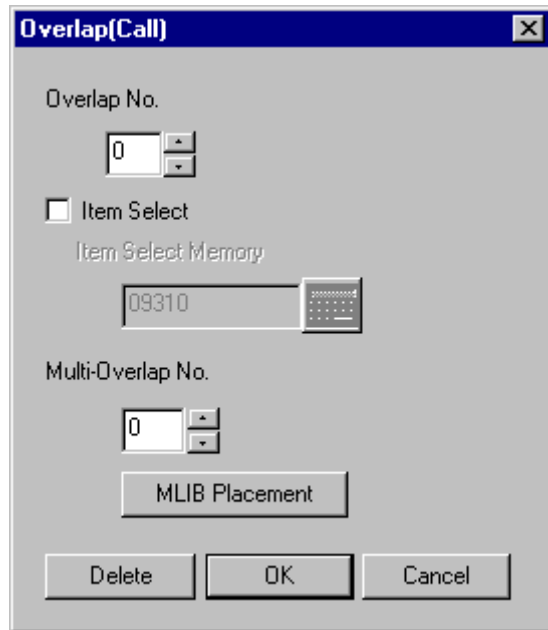 Overlap(Call)
Overlap No.
0
Item Select
Item Select Memory
09310
Multi-Overlap No.
0
MLIB Placement
Delete OK Cancel